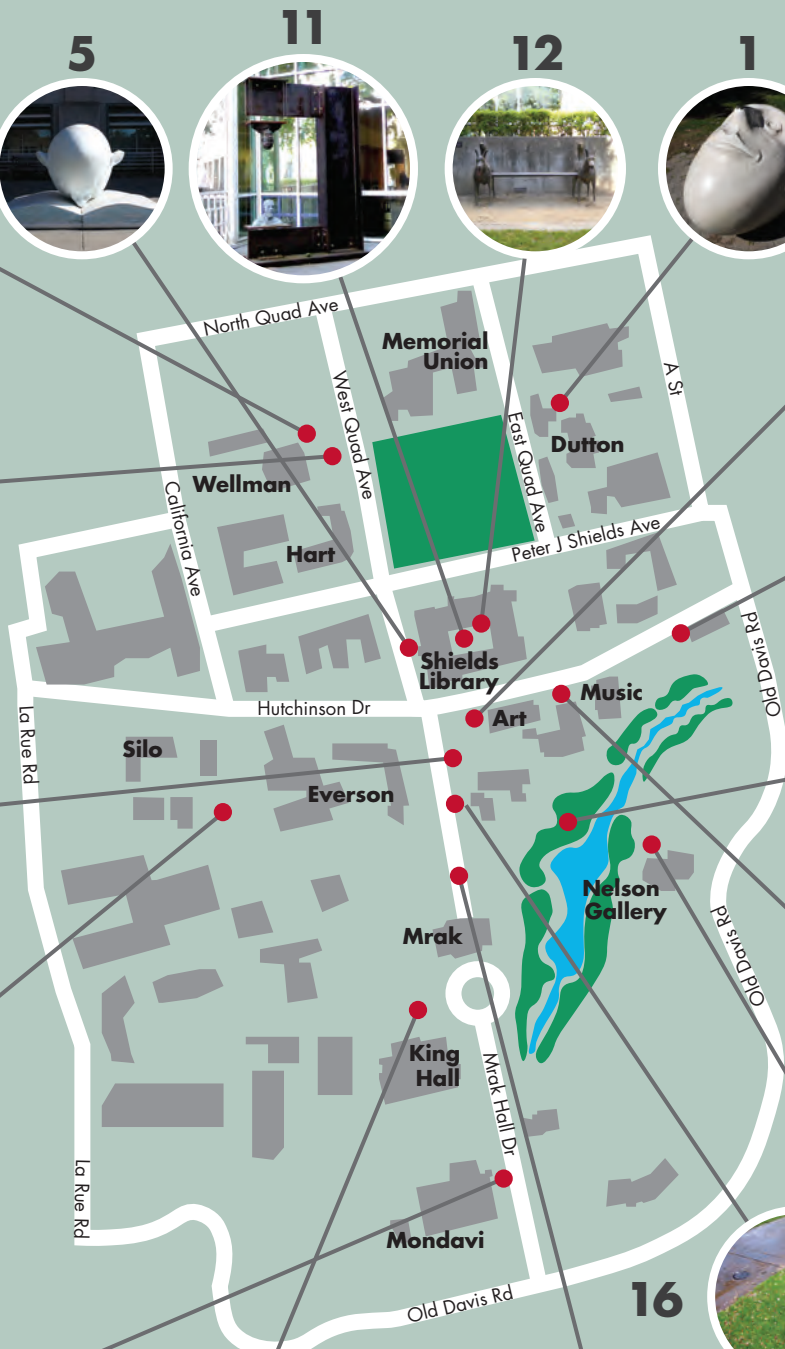 5
11
12
1
North Quad Ave
Memorial
Union
West Quad Ave
East Quad Ave
A St
Dutton
Wellman
California Ave
Hart
Peter J Shields Ave
Shields
Library
Old Davis Rd
Hutchinson Dr
Music
Art
La Rue Rd
Silo
Everson
Nelson
Gallery
Old Davis Rd
Mrak
King
Hall
Mrak Hall Dr
La Rue Rd
Mondavi
Old Davis Rd
16